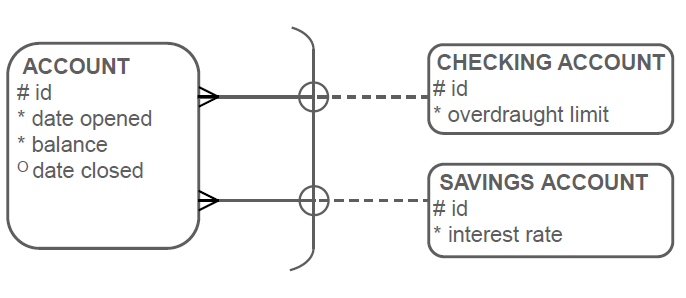 ACCOUNT
# id
* date opened
* balance
O date closed
CHECKING ACCOUNT
# id
* overdraught limit
SAVINGS ACCOUNT
# id
* interest rate